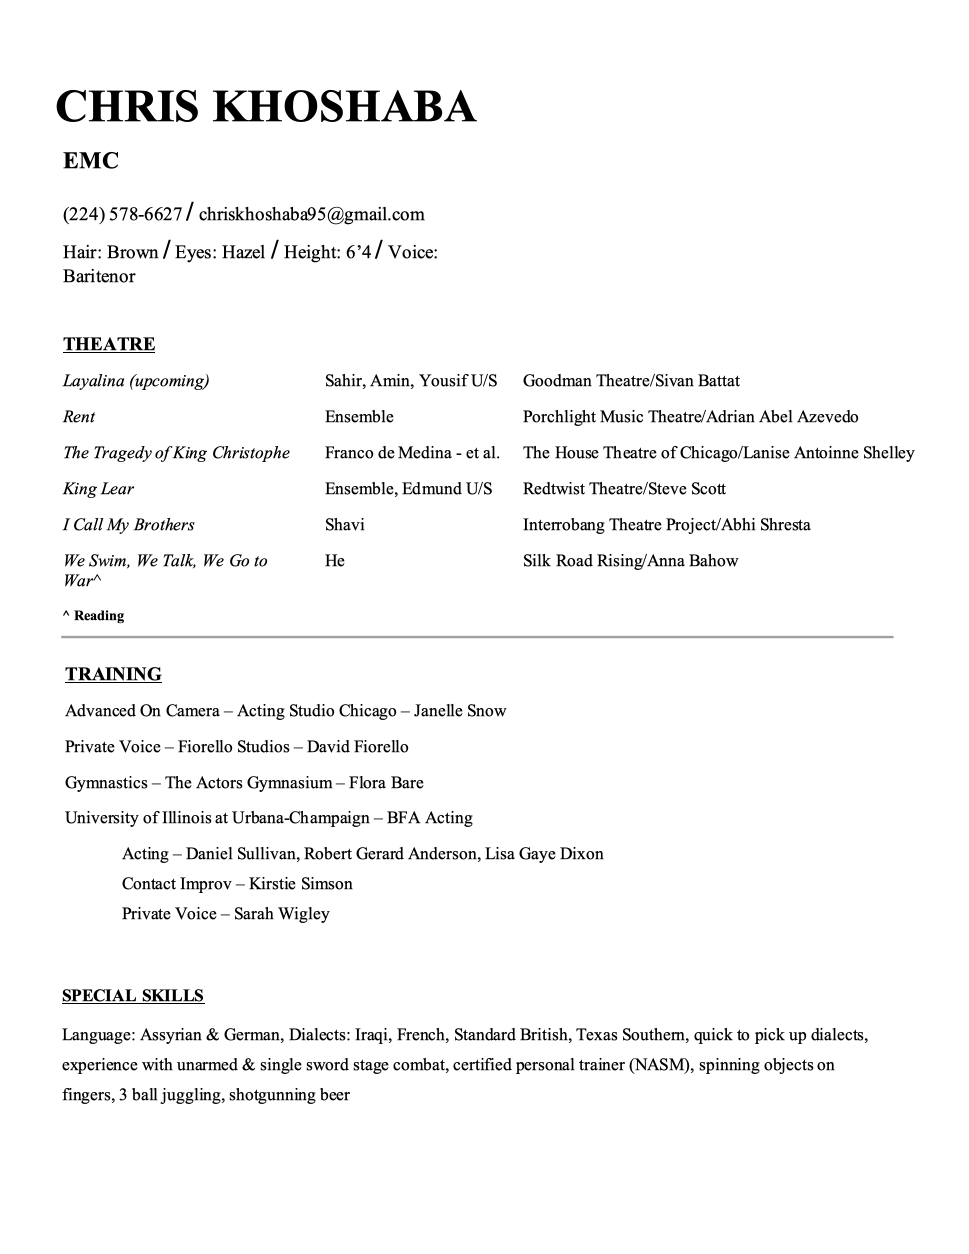 CHRIS KHOSHABA
EMC
(224) 578-6627 / chriskhoshaba95@gmail.com
Hair: Brown / Eyes: Hazel / Height: 6’4 / Voice:
Baritenor
THEATRE
Layalina (upcoming) Sahir, Amin, Yousif U/S Goodman Theatre/Sivan Battat
Rent Ensemble Porchlight Music Theatre/Adrian Abel Azevedo
The Tragedy of King Christophe Franco de Medina - et al. The House Theatre of Chicago/Lanise Antoinne Shelley
King Lear Ensemble, Edmund U/S Redtwist Theatre/Steve Scott
I Call My Brothers Shavi Interrobang Theatre Project/Abhi Shresta
We Swim, We Talk, We Go to He Silk Road Rising/Anna Bahow
War^
^ Reading
TRAINING
Advanced On Camera – Acting Studio Chicago – Janelle Snow
Private Voice – Fiorello Studios – David Fiorello
Gymnastics – The Actors Gymnasium – Flora Bare
University of Illinois at Urbana-Champaign – BFA Acting
Acting – Daniel Sullivan, Robert Gerard Anderson, Lisa Gaye Dixon
Contact Improv – Kirstie Simson
Private Voice – Sarah Wigley
SPECIAL SKILLS
Language: Assyrian & German, Dialects: Iraqi, French, Standard British, Texas Southern, quick to pick up dialects,
experience with unarmed & single sword stage combat, certified personal trainer (NASM), spinning objects on
fingers, 3 ball juggling, shotgunning beer